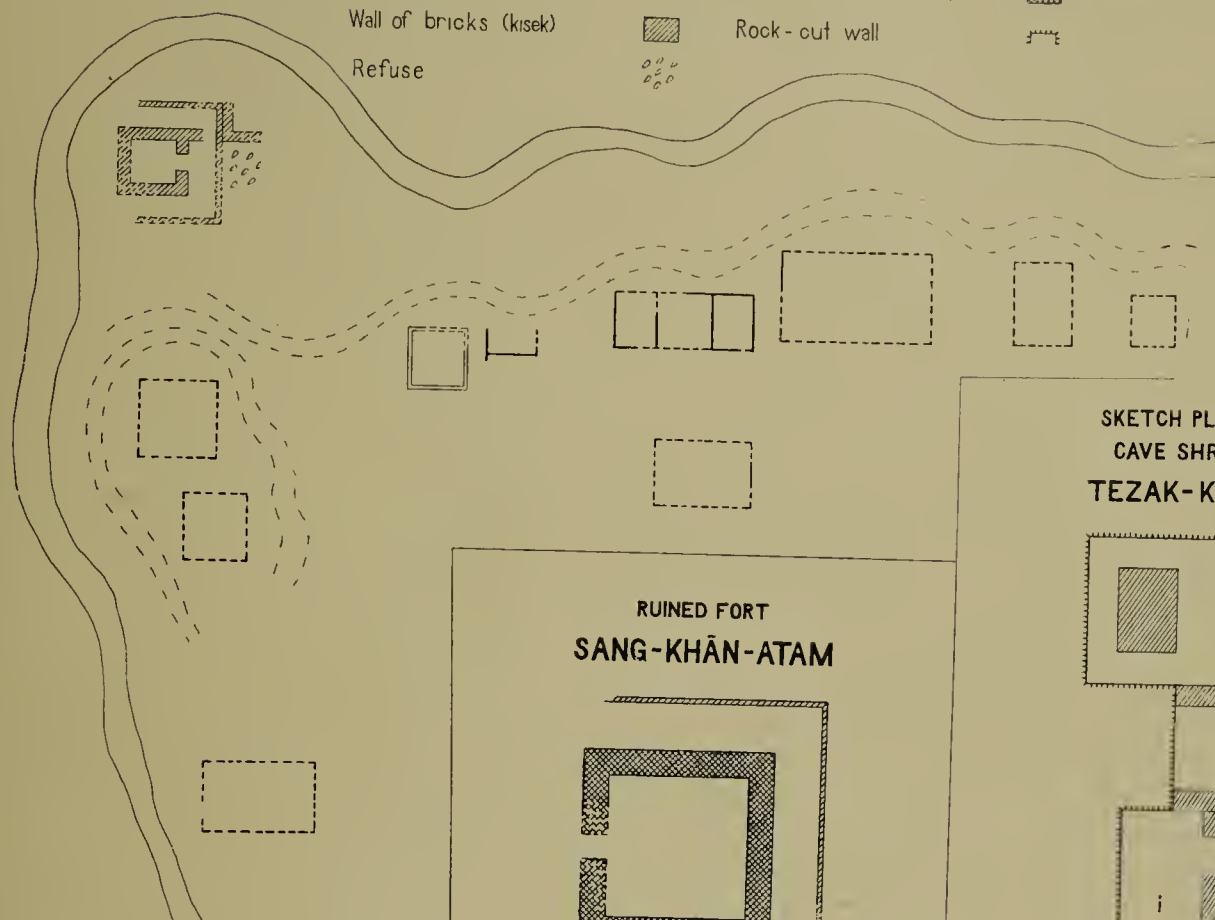 Wall of bricks (kisek)
Rock-cut wall
Refuse
SKETCH PL
CAVE SHR
TEZAK-K
RUINED FORT
SANG-KHĀN-ATAM
i